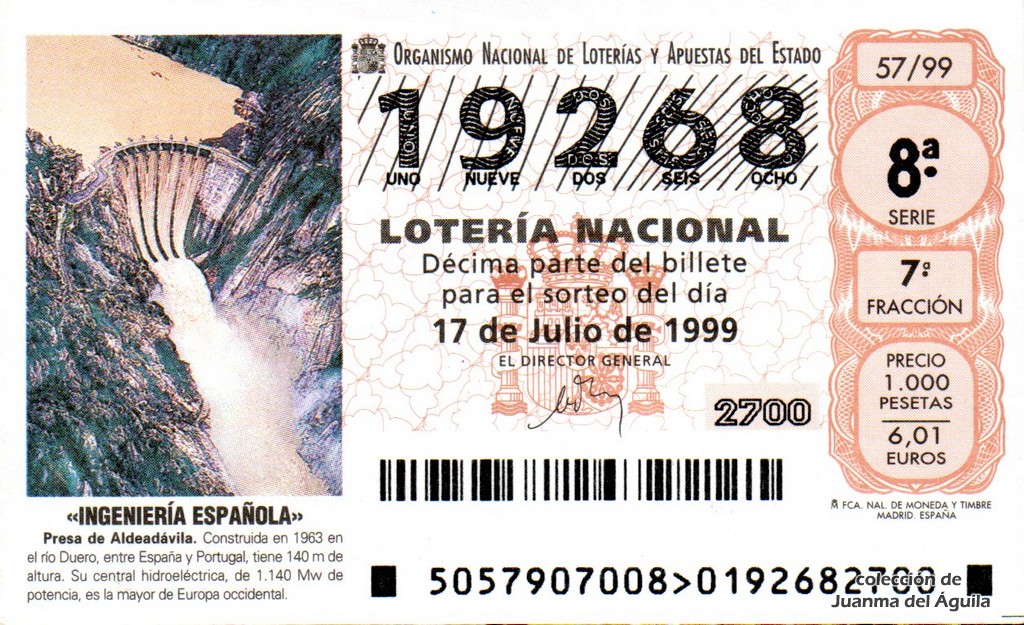 ORGANISMO NACIONAL DE LOTERÍAS Y APUESTAS DEL ESTADO
19268
UNO NUEVE DOS SEIS OCHO
LOTERÍA NACIONAL
Décima parte del billete
para el sorteo del día
17 de Julio de 1999
EL DIRECTOR GENERAL
2700
57/99
8ª
SERIE
7ª
FRACCIÓN
PRECIO
1.000
PESETAS
6,01
EUROS
FCA. NAL. DE MONEDA Y TIMBRE
MADRID. ESPAÑA
«INGENIERÍA ESPAÑOLA»
Presa de Aldeadávila. Construida en 1963 en
el río Duero, entre España y Portugal, tiene 140 m de
altura. Su central hidroeléctrica, de 1.140 Mw de
potencia, es la mayor de Europa occidental.
5057907008>0192682700
colección de
Juanma del Águila